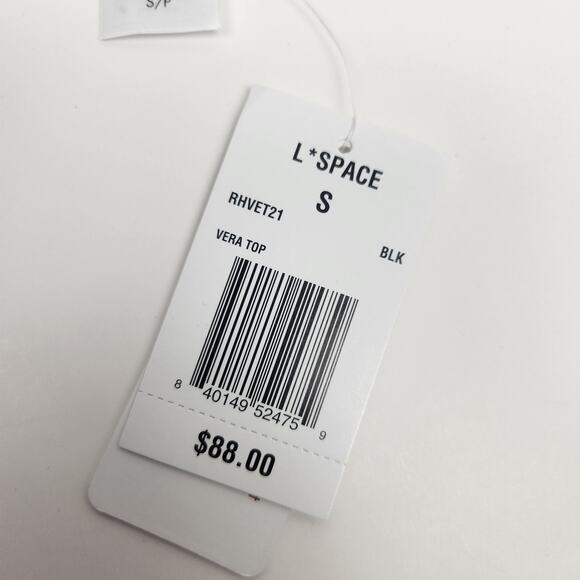 S/P
L*SPACE
S
RHVET21
VERA TOP
BLK
8 40149 52475 9
$88.00